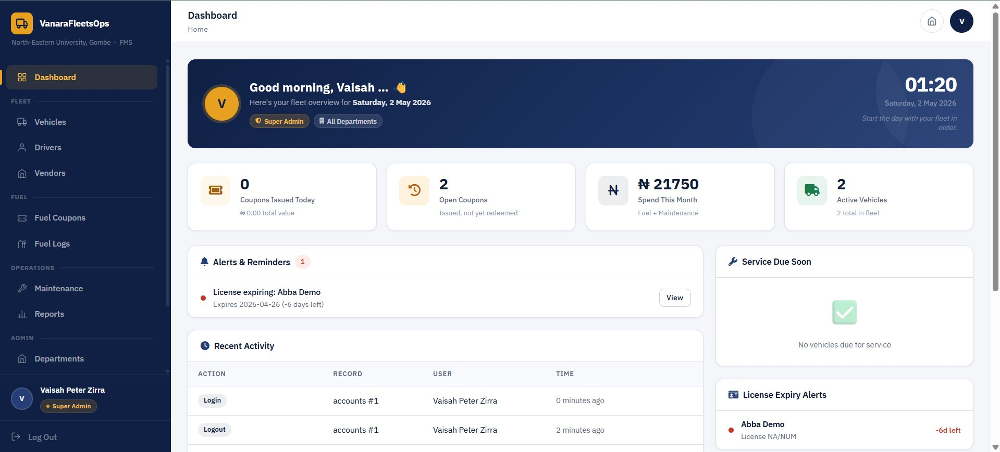 VanaraFleetsOps
North-Eastern University, Gombe · FMS
Dashboard
FLEET
Vehicles
Drivers
Vendors
FUEL
Fuel Coupons
Fuel Logs
OPERATIONS
Maintenance
Reports
ADMIN
Departments
V
Vaisah Peter Zirra
Super Admin
Log Out
Dashboard
Home
V
V
Good morning, Vaisah ... 👋
Here's your fleet overview for Saturday, 2 May 2026
Super Admin
All Departments
01:20
Saturday, 2 May 2026
Start the day with your fleet in
order.
0
Coupons Issued Today
₦ 0.00 total value
2
Open Coupons
Issued, not yet redeemed
₦
₦ 21750
Spend This Month
Fuel + Maintenance
2
Active Vehicles
2 total in fleet
Alerts & Reminders 1
License expiring: Abba Demo
Expires 2026-04-26 (-6 days left)
View
Recent Activity
ACTION RECORD USER TIME
Login accounts #1 Vaisah Peter Zirra 0 minutes ago
Logout accounts #1 Vaisah Peter Zirra 2 minutes ago
Service Due Soon
No vehicles due for service
License Expiry Alerts
Abba Demo
License NA/NUM
-6d left